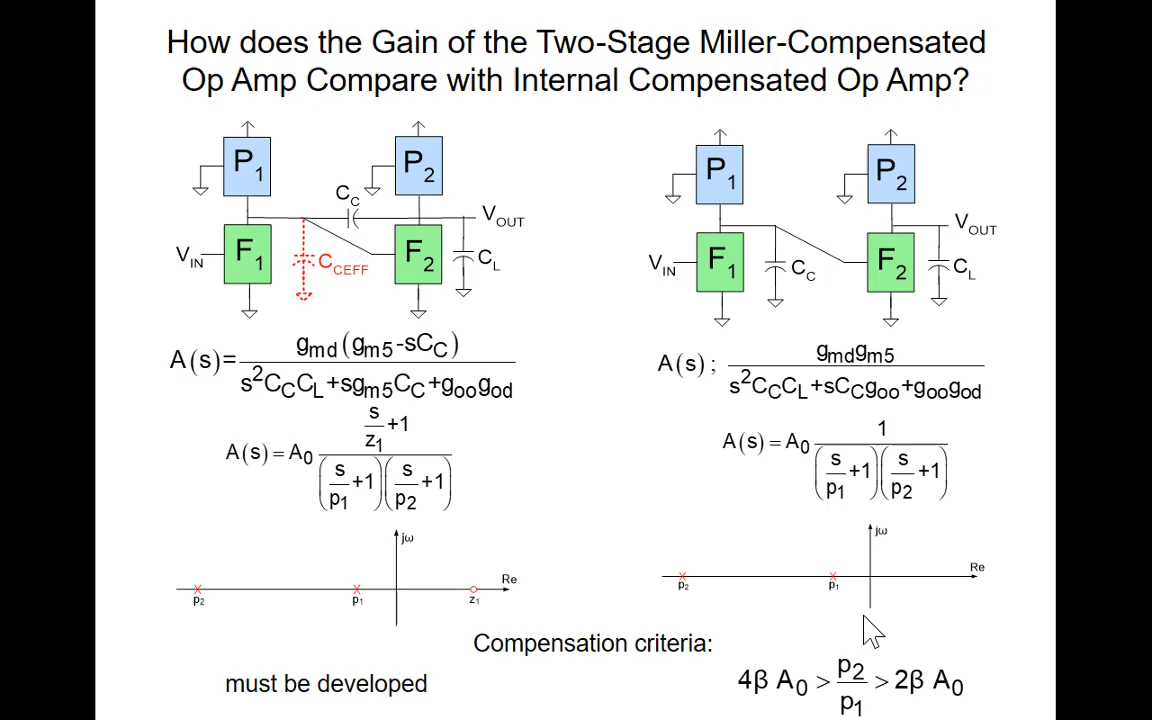 How does the Gain of the Two-Stage Miller-Compensated
Op Amp Compare with Internal Compensated Op Amp?
P1
P2
CC
VOUT
VIN
F1
CCEFF
F2
CL
A(s)= gmd(gm5-sCC) / s²CCCL+sgm5CC+googod
A(s)=A0 (s/z1+1) / (s/p1+1)(s/p2+1)
jω
Re
p2
p1
z1
must be developed
P1
P2
VOUT
VIN
F1
CC
F2
CL
A(s) ; gmdgm5 / s²CCCL+sCCgoo+googod
A(s)=A0 1 / (s/p1+1)(s/p2+1)
jω
Re
p2
p1
Compensation criteria:
4β A0 > p2/p1 > 2β A0